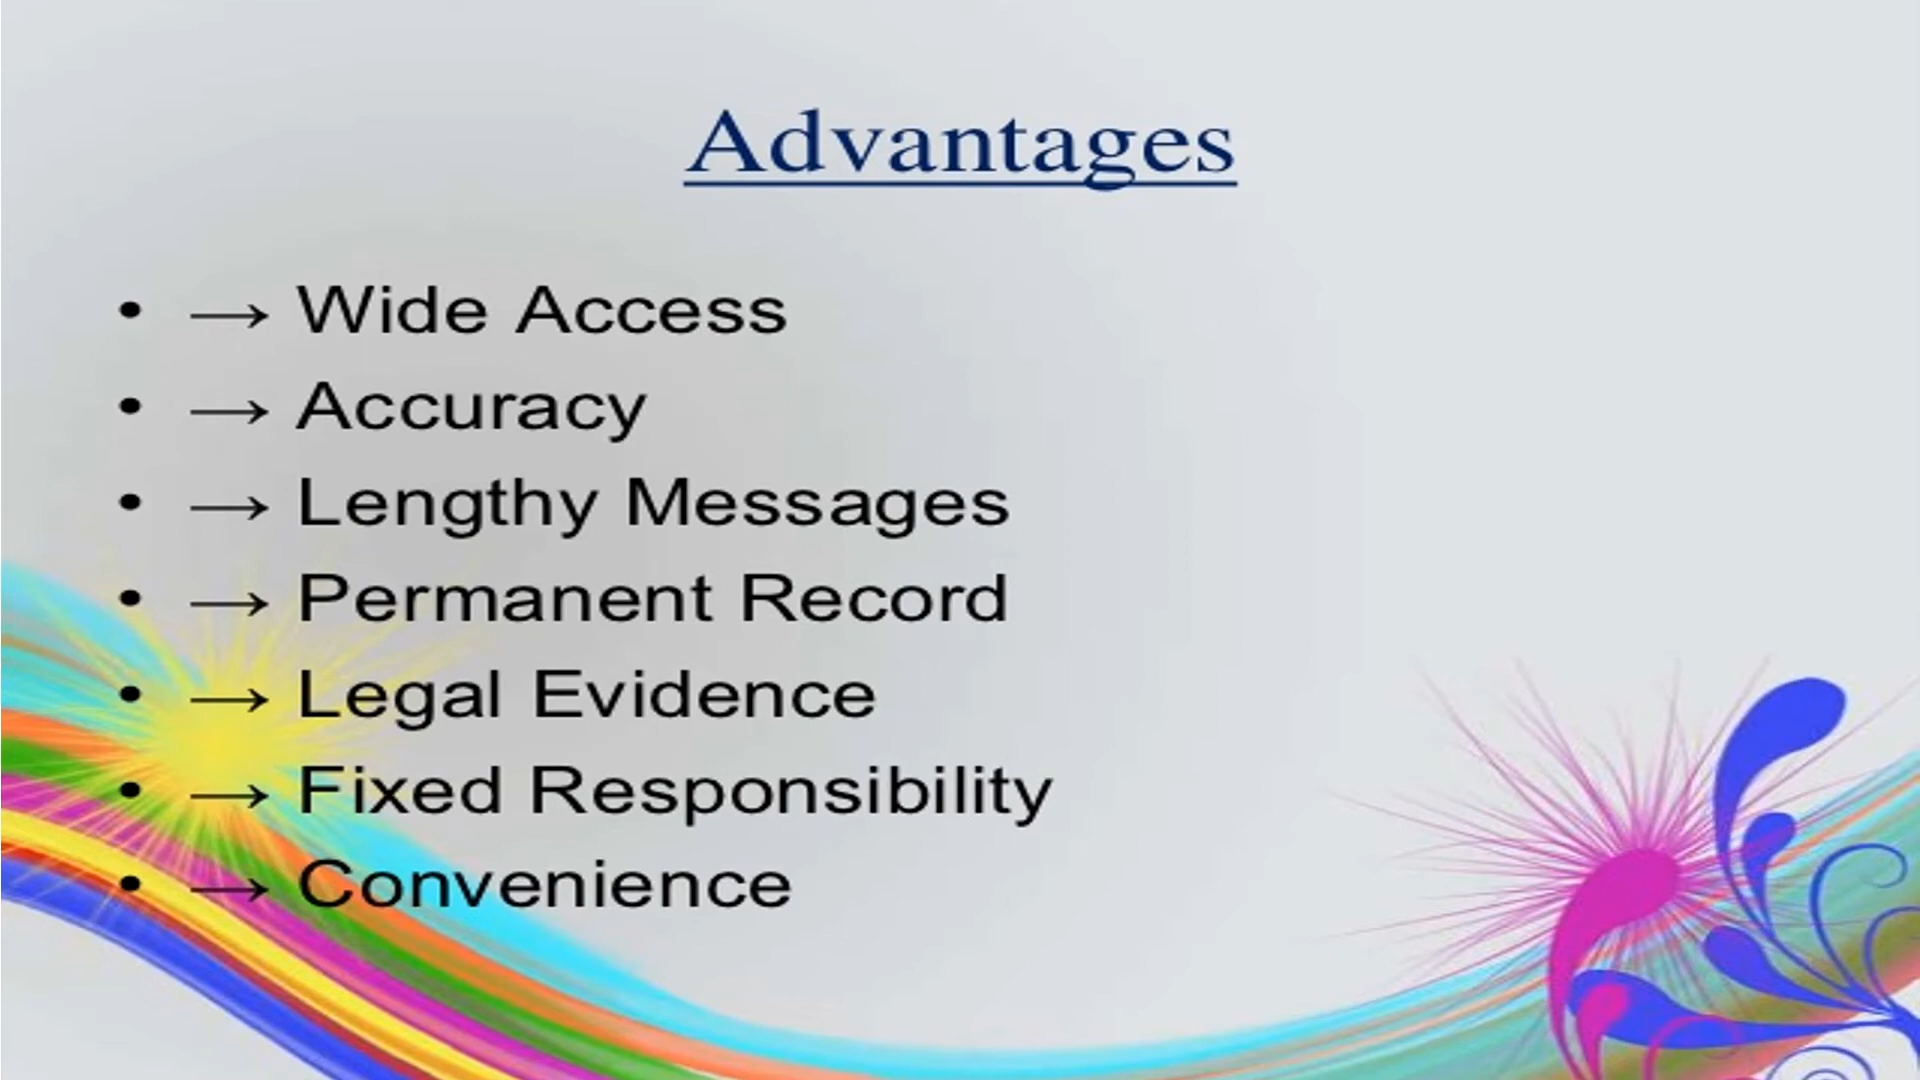 Advantages
• → Wide Access
• → Accuracy
• → Lengthy Messages
• → Permanent Record
• → Legal Evidence
• → Fixed Responsibility
• → Convenience